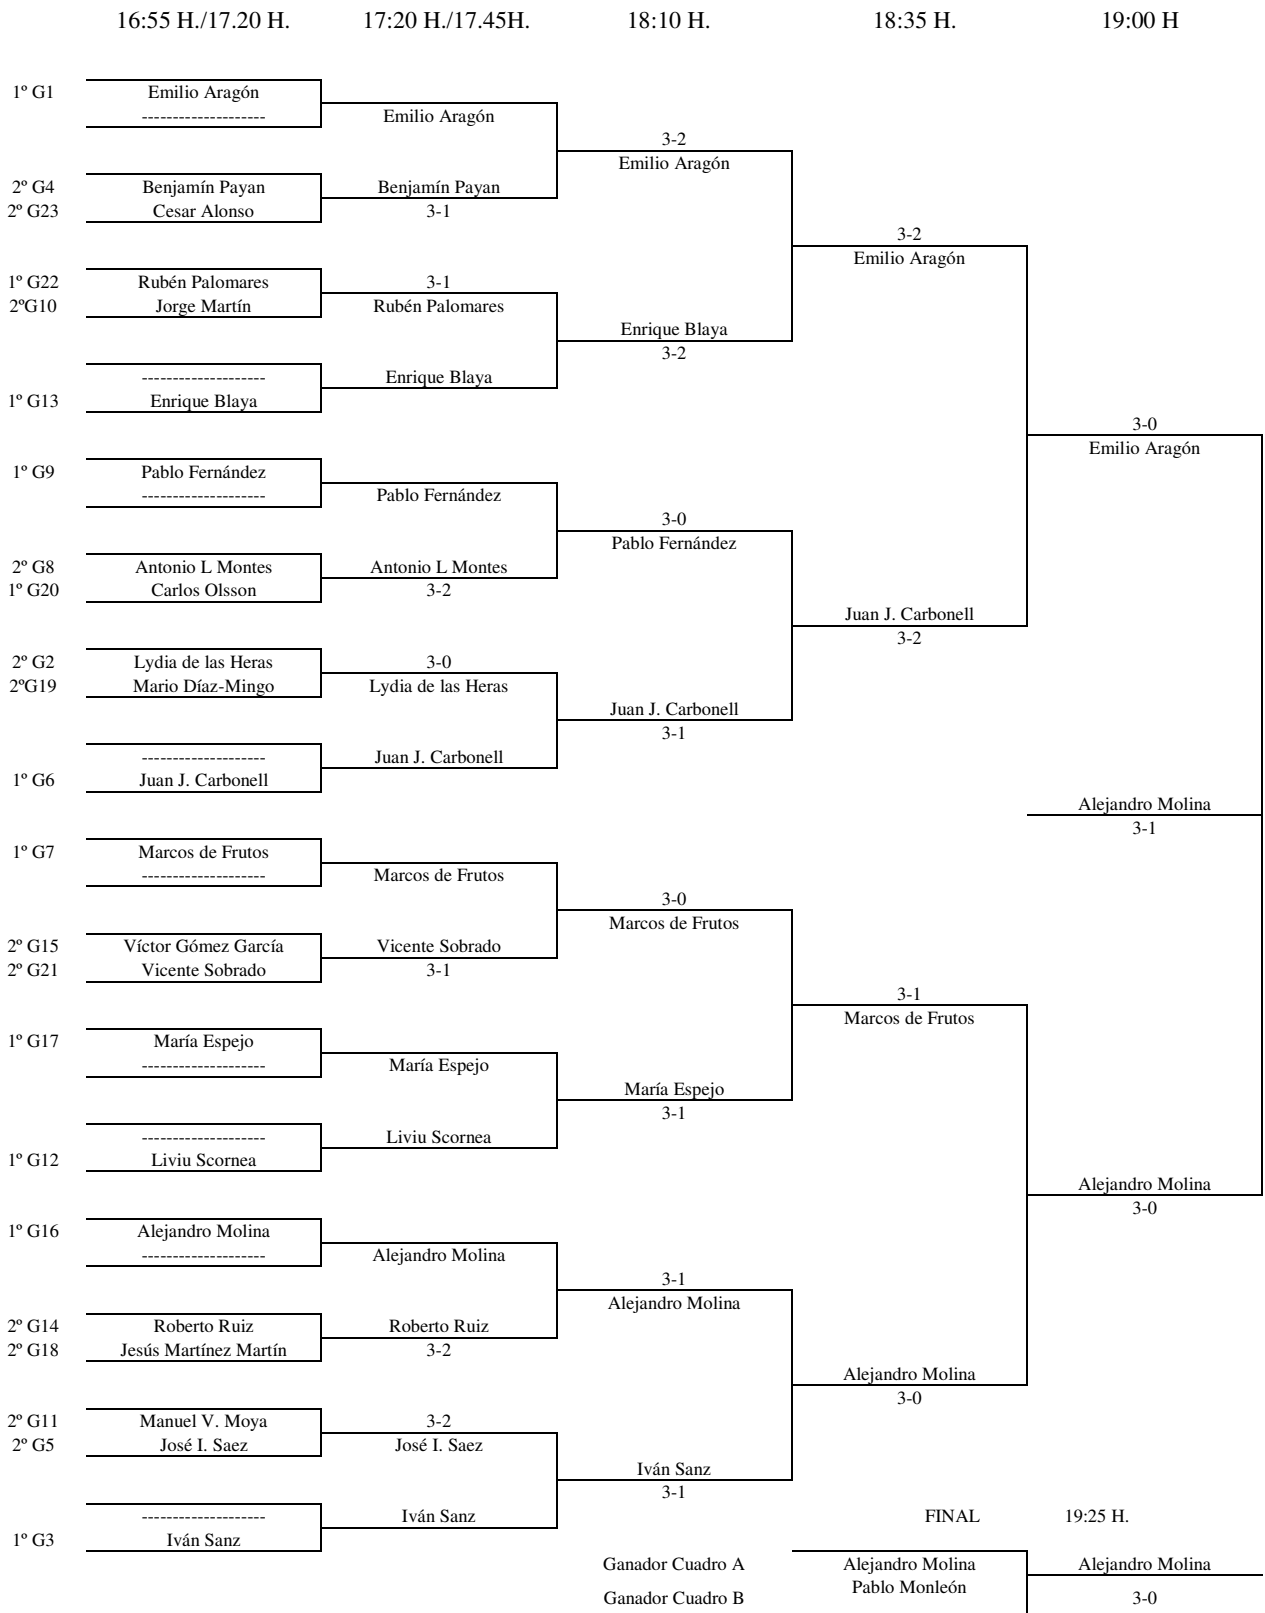 16:55 H./17.20 H. 17:20 H./17.45H. 18:10 H. 18:35 H. 19:00 H
1º G1 Emilio Aragón
-------------------- Emilio Aragón
3-2
Emilio Aragón
2º G4 Benjamín Payan Benjamín Payan
2º G23 Cesar Alonso 3-1
3-2
Emilio Aragón
1º G22 Rubén Palomares 3-1
2ºG10 Jorge Martín Rubén Palomares
Enrique Blaya
3-2
-------------------- Enrique Blaya
1º G13 Enrique Blaya
3-0
Emilio Aragón
1º G9 Pablo Fernández
-------------------- Pablo Fernández
3-0
Pablo Fernández
2º G8 Antonio L Montes Antonio L Montes
1º G20 Carlos Olsson 3-2
Juan J. Carbonell
3-2
2º G2 Lydia de las Heras 3-0
2ºG19 Mario Díaz-Mingo Lydia de las Heras
Juan J. Carbonell
3-1
-------------------- Juan J. Carbonell
1º G6 Juan J. Carbonell
Alejandro Molina
3-1
1º G7 Marcos de Frutos
-------------------- Marcos de Frutos
3-0
Marcos de Frutos
2º G15 Víctor Gómez García Vicente Sobrado
2º G21 Vicente Sobrado 3-1
3-1
Marcos de Frutos
1º G17 María Espejo
-------------------- María Espejo
María Espejo
3-1
-------------------- Liviu Scornea
1º G12 Liviu Scornea
Alejandro Molina
3-0
1º G16 Alejandro Molina
-------------------- Alejandro Molina
3-1
Alejandro Molina
2º G14 Roberto Ruiz Roberto Ruiz
2º G18 Jesús Martínez Martín 3-2
Alejandro Molina
3-0
2º G11 Manuel V. Moya 3-2
2º G5 José I. Saez José I. Saez
Iván Sanz
3-1
-------------------- Iván Sanz FINAL 19:25 H.
1º G3 Iván Sanz
Ganador Cuadro A Alejandro Molina Alejandro Molina
Ganador Cuadro B Pablo Monleón 3-0